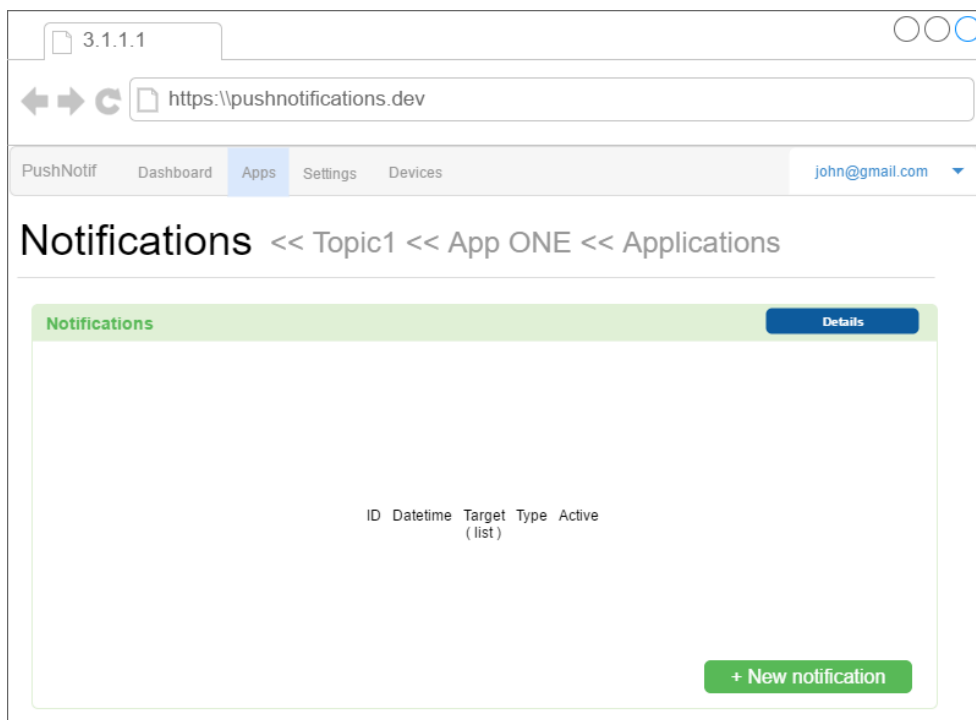 3.1.1.1
https:\\pushnotifications.dev
PushNotif Dashboard Apps Settings Devices john@gmail.com
Notifications << Topic1 << App ONE << Applications
Notifications Details
ID Datetime Target Type Active
( list )
+ New notification